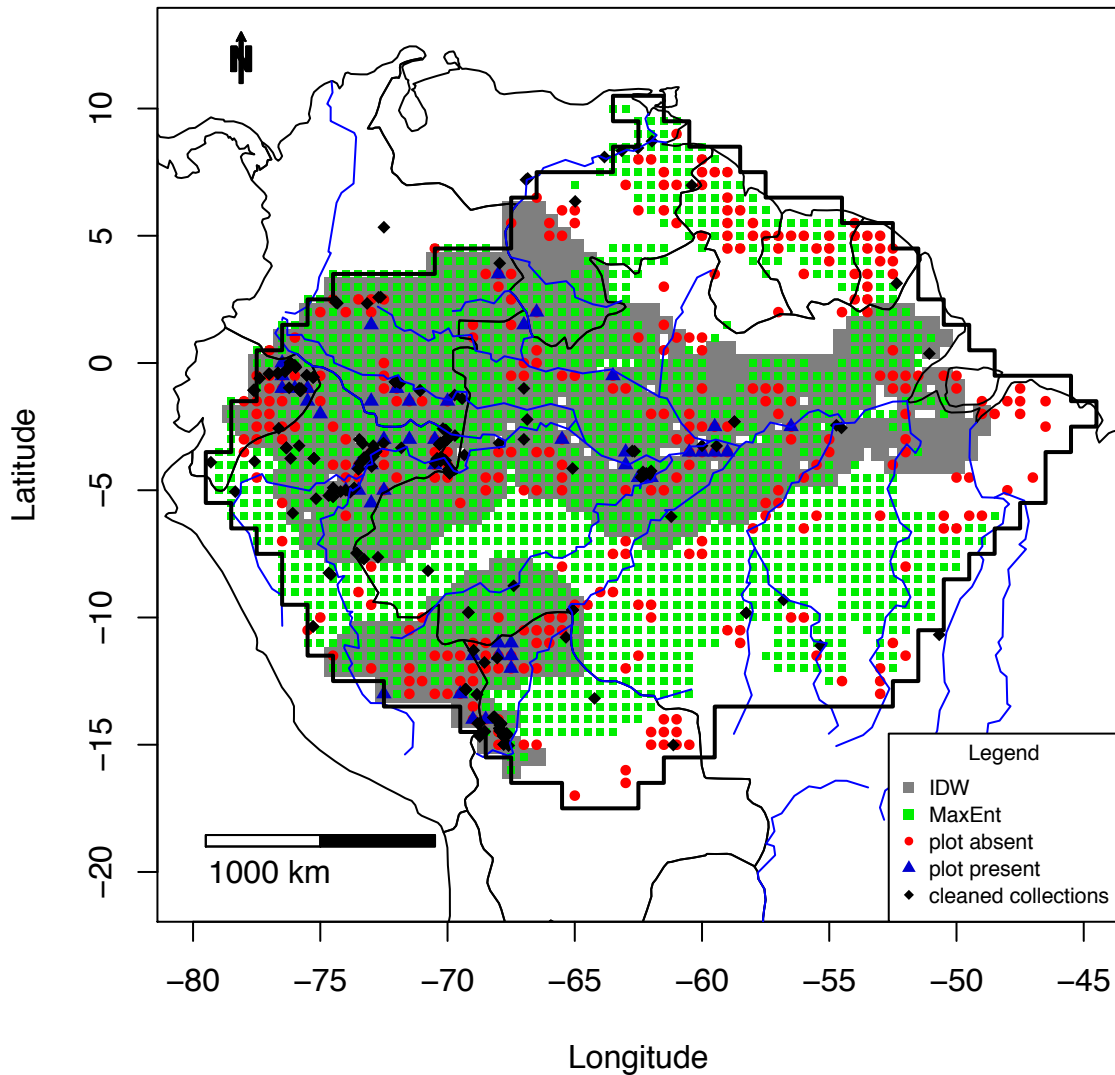 N
10
5
0
−5
−10
−15
−20
Latitude
1000 km
Legend
IDW
MaxEnt
plot absent
plot present
cleaned collections
−80 −75 −70 −65 −60 −55 −50 −45
Longitude